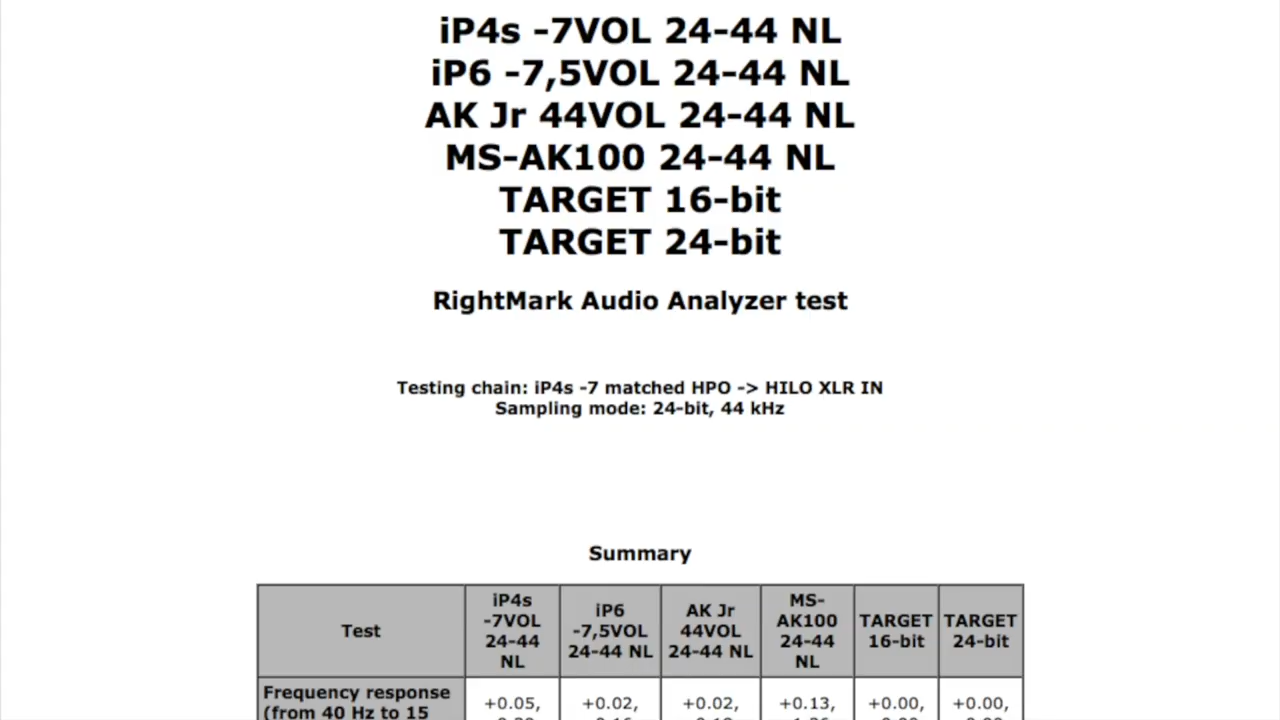 iP4s -7VOL 24-44 NL
iP6 -7,5VOL 24-44 NL
AK Jr 44VOL 24-44 NL
MS-AK100 24-44 NL
TARGET 16-bit
TARGET 24-bit
RightMark Audio Analyzer test
Testing chain: iP4s -7 matched HPO -> HILO XLR IN
Sampling mode: 24-bit, 44 kHz
Summary
Test
iP4s
-7VOL
24-44
NL
iP6
-7,5VOL
24-44 NL
AK Jr
44VOL
24-44 NL
MS-
AK100
24-44
NL
TARGET
16-bit
TARGET
24-bit
Frequency response
(from 40 Hz to 15
+0.05,
+0.02,
+0.02,
+0.13,
+0.00,
+0.00,